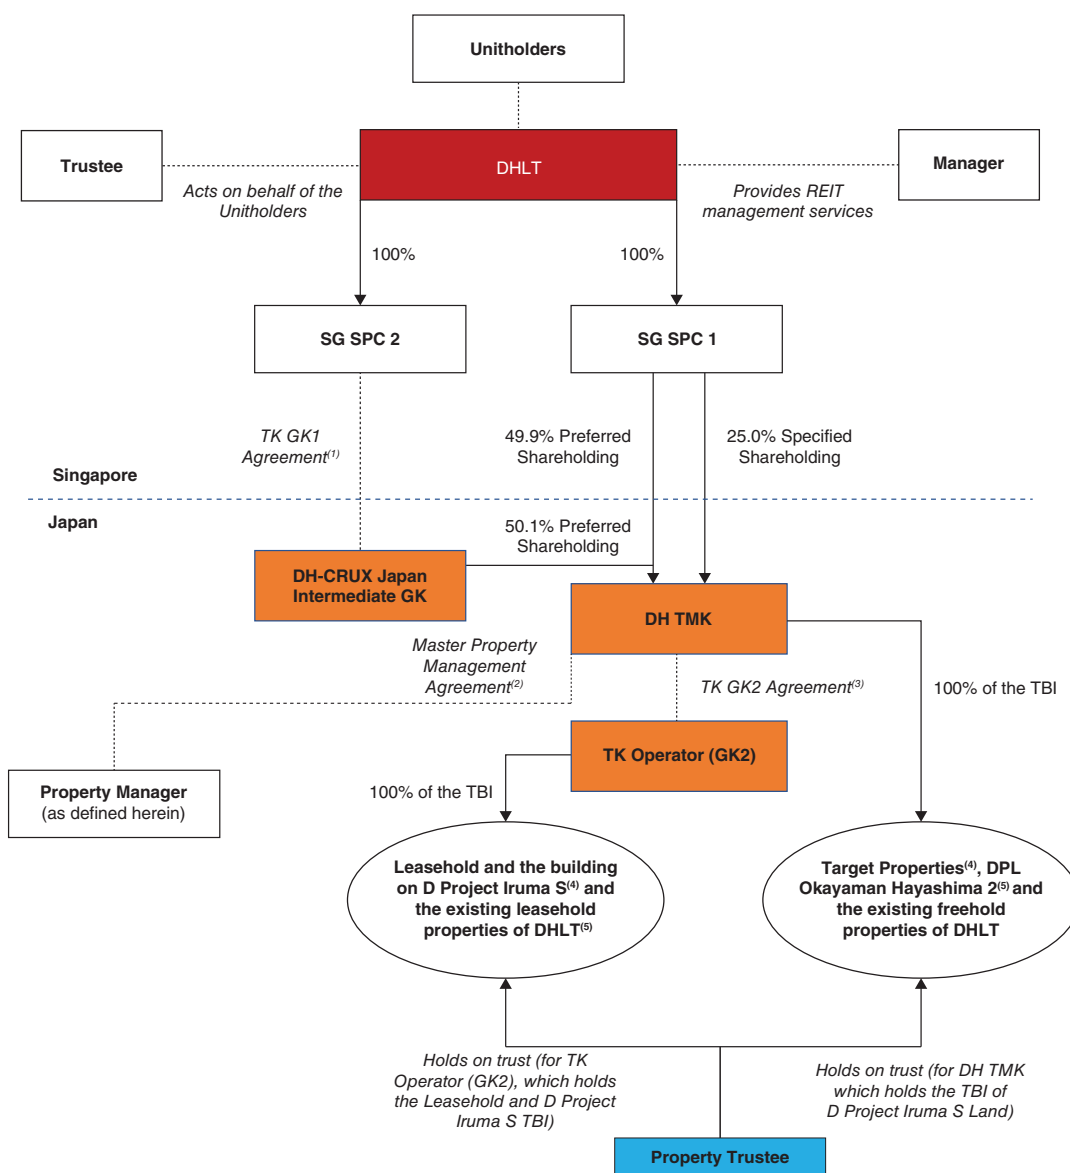 Unitholders
Trustee
DHLT
Manager
Acts on behalf of the
Unitholders
Provides REIT
management services
100%
100%
SG SPC 2
SG SPC 1
TK GK1
Agreement(1)
49.9% Preferred
Shareholding
25.0% Specified
Shareholding
Singapore
Japan
50.1% Preferred
Shareholding
DH-CRUX Japan
Intermediate GK
DH TMK
Master Property
Management
Agreement(2)
TK GK2 Agreement(3)
100% of the TBI
TK Operator (GK2)
Property Manager
(as defined herein)
100% of the TBI
Leasehold and the building
on D Project Iruma S(4) and
the existing leasehold
properties of DHLT(5)
Target Properties(4), DPL
Okayaman Hayashima 2(5) and
the existing freehold
properties of DHLT
Holds on trust (for TK
Operator (GK2), which holds
the Leasehold and D Project
Iruma S TBI)
Holds on trust (for DH TMK
which holds the TBI of
D Project Iruma S Land)
Property Trustee